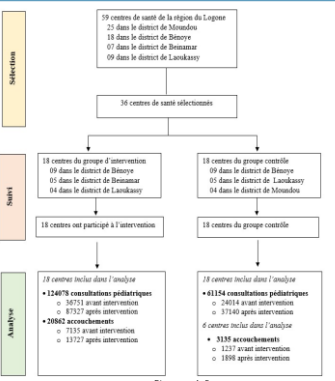 Sélection
59 centres de santé de la région du Logone
25 dans le district de Moundou
18 dans le district de Bénoye
07 dans le district de Beinamar
09 dans le district de Laoukassy
36 centres de santé sélectionnés
Suivi
18 centres du groupe d'intervention
09 dans le district de Bénoye
05 dans le district de Beinamar
04 dans le district de Laoukassy
18 centres du groupe contrôle
09 dans le district de Bénoye
05 dans le district de Laoukassy
04 dans le district de Moundou
18 centres ont participé à l'intervention
18 centres du groupe contrôle
Analyse
18 centres inclus dans l'analyse
• 124078 consultations pédiatriques
o 36751 avant intervention
o 87327 après intervention
• 20862 accouchements
o 7135 avant intervention
o 13727 après intervention
18 centres inclus dans l'analyse
• 61154 consultations pédiatriques
o 24014 avant intervention
o 37140 après intervention
6 centres inclus dans l'analyse
• 3135 accouchements
o 1237 avant intervention
o 1898 après intervention